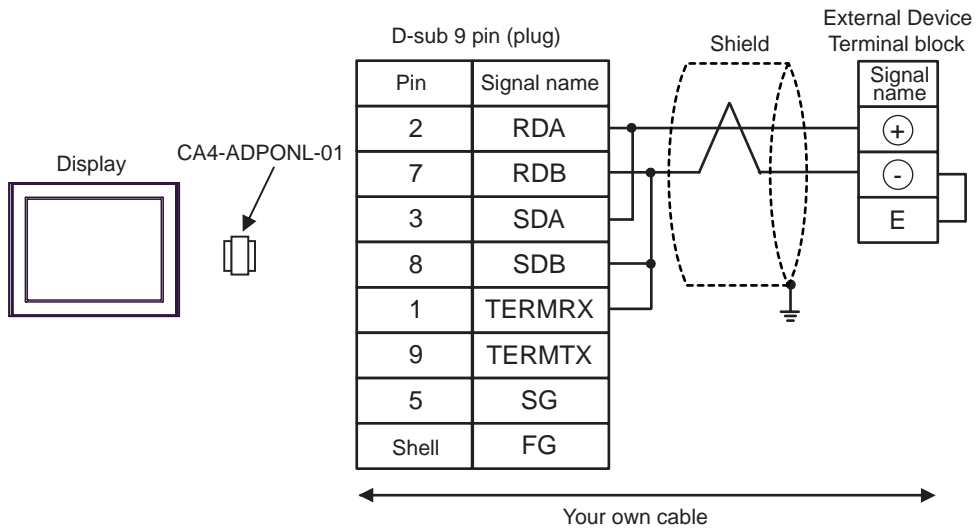 External Device
Terminal block
D-sub 9 pin (plug)
Shield
Pin Signal name
Signal
name
2 RDA
+
Display
CA4-ADPONL-01
7 RDB
-
3 SDA
E
8 SDB
1 TERMRX
9 TERMTX
5 SG
Shell FG
Your own cable